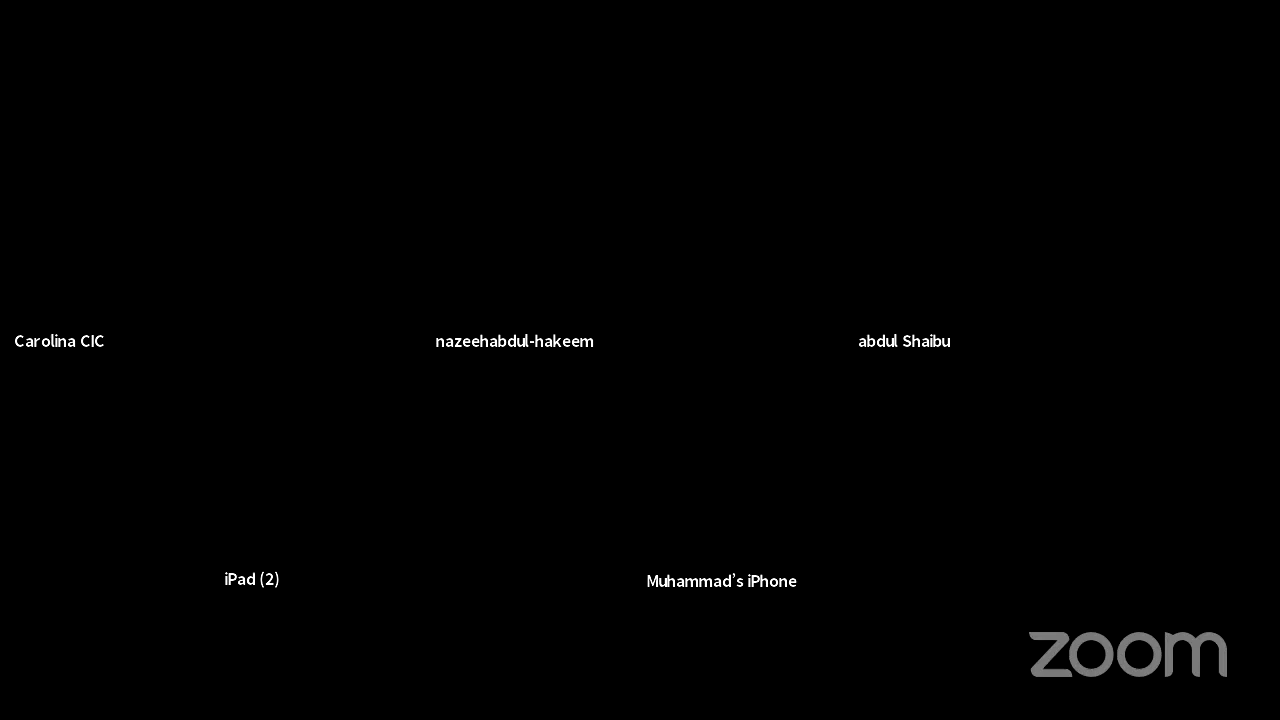 Carolina CIC
nazeehabdul-hakeem
abdul Shaibu
iPad (2)
Muhammad’s iPhone
zoom